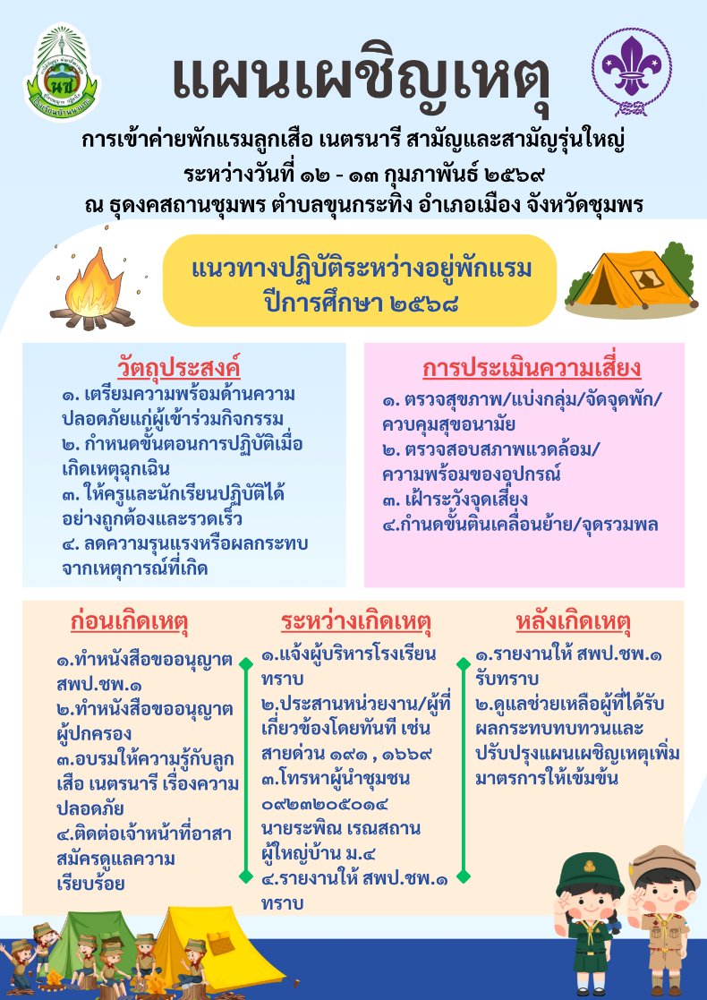 แผนเผชิญเหตุ
การเข้าค่ายพักแรมลูกเสือ เนตรนารี สามัญและสามัญรุ่นใหญ่
ระหว่างวันที่ ๑๒ - ๑๓ กุมภาพันธ์ ๒๕๖๙
ณ ธุดงคสถานชุมพร ตำบลขุนกระทิง อำเภอเมือง จังหวัดชุมพร
นช
แนวทางปฏิบัติระหว่างอยู่พักแรม
ปีการศึกษา ๒๕๖๘
วัตถุประสงค์
๑. เตรียมความพร้อมด้านความ
ปลอดภัยแก่ผู้เข้าร่วมกิจกรรม
๒. กำหนดขั้นตอนการปฏิบัติเมื่อ
เกิดเหตุฉุกเฉิน
๓. ให้ครูและนักเรียนปฏิบัติได้
อย่างถูกต้องและรวดเร็ว
๔. ลดความรุนแรงหรือผลกระทบ
จากเหตุการณ์ที่เกิด
การประเมินความเสี่ยง
๑. ตรวจสุขภาพ/แบ่งกลุ่ม/จัดจุดพัก/
ควบคุมสุขอนามัย
๒. ตรวจสอบสภาพแวดล้อม/
ความพร้อมของอุปกรณ์
๓. เฝ้าระวังจุดเสี่ยง
๔.กำนดขั้นตินเคลื่อนย้าย/จุดรวมพล
ก่อนเกิดเหตุ
๑.ทำหนังสือขออนุญาต
สพป.ชพ.๑
๒.ทำหนังสือขออนุญาต
ผู้ปกครอง
๓.อบรมให้ความรู้กับลูก
เสือ เนตรนารี เรื่องความ
ปลอดภัย
๔.ติดต่อเจ้าหน้าที่อาสา
สมัครดูแลความ
เรียบร้อย
ระหว่างเกิดเหตุ
๑.แจ้งผู้บริหารโรงเรียน
ทราบ
๒.ประสานหน่วยงาน/ผู้ที่
เกี่ยวข้องโดยทันที เช่น
สายด่วน ๑๙๑ , ๑๖๖๙
๓.โทรหาผู้นำชุมชน
๐๙๒๓๒๐๕๐๑๔
นายระพิณ เรณสถาน
ผู้ใหญ่บ้าน ม.๔
๔.รายงานให้ สพป.ชพ.๑
ทราบ
หลังเกิดเหตุ
๑.รายงานให้ สพป.ชพ.๑
รับทราบ
๒.ดูแลช่วยเหลือผู้ที่ได้รับ
ผลกระทบทบทวนและ
ปรับปรุงแผนเผชิญเหตุเพิ่ม
มาตรการให้เข้มข้น